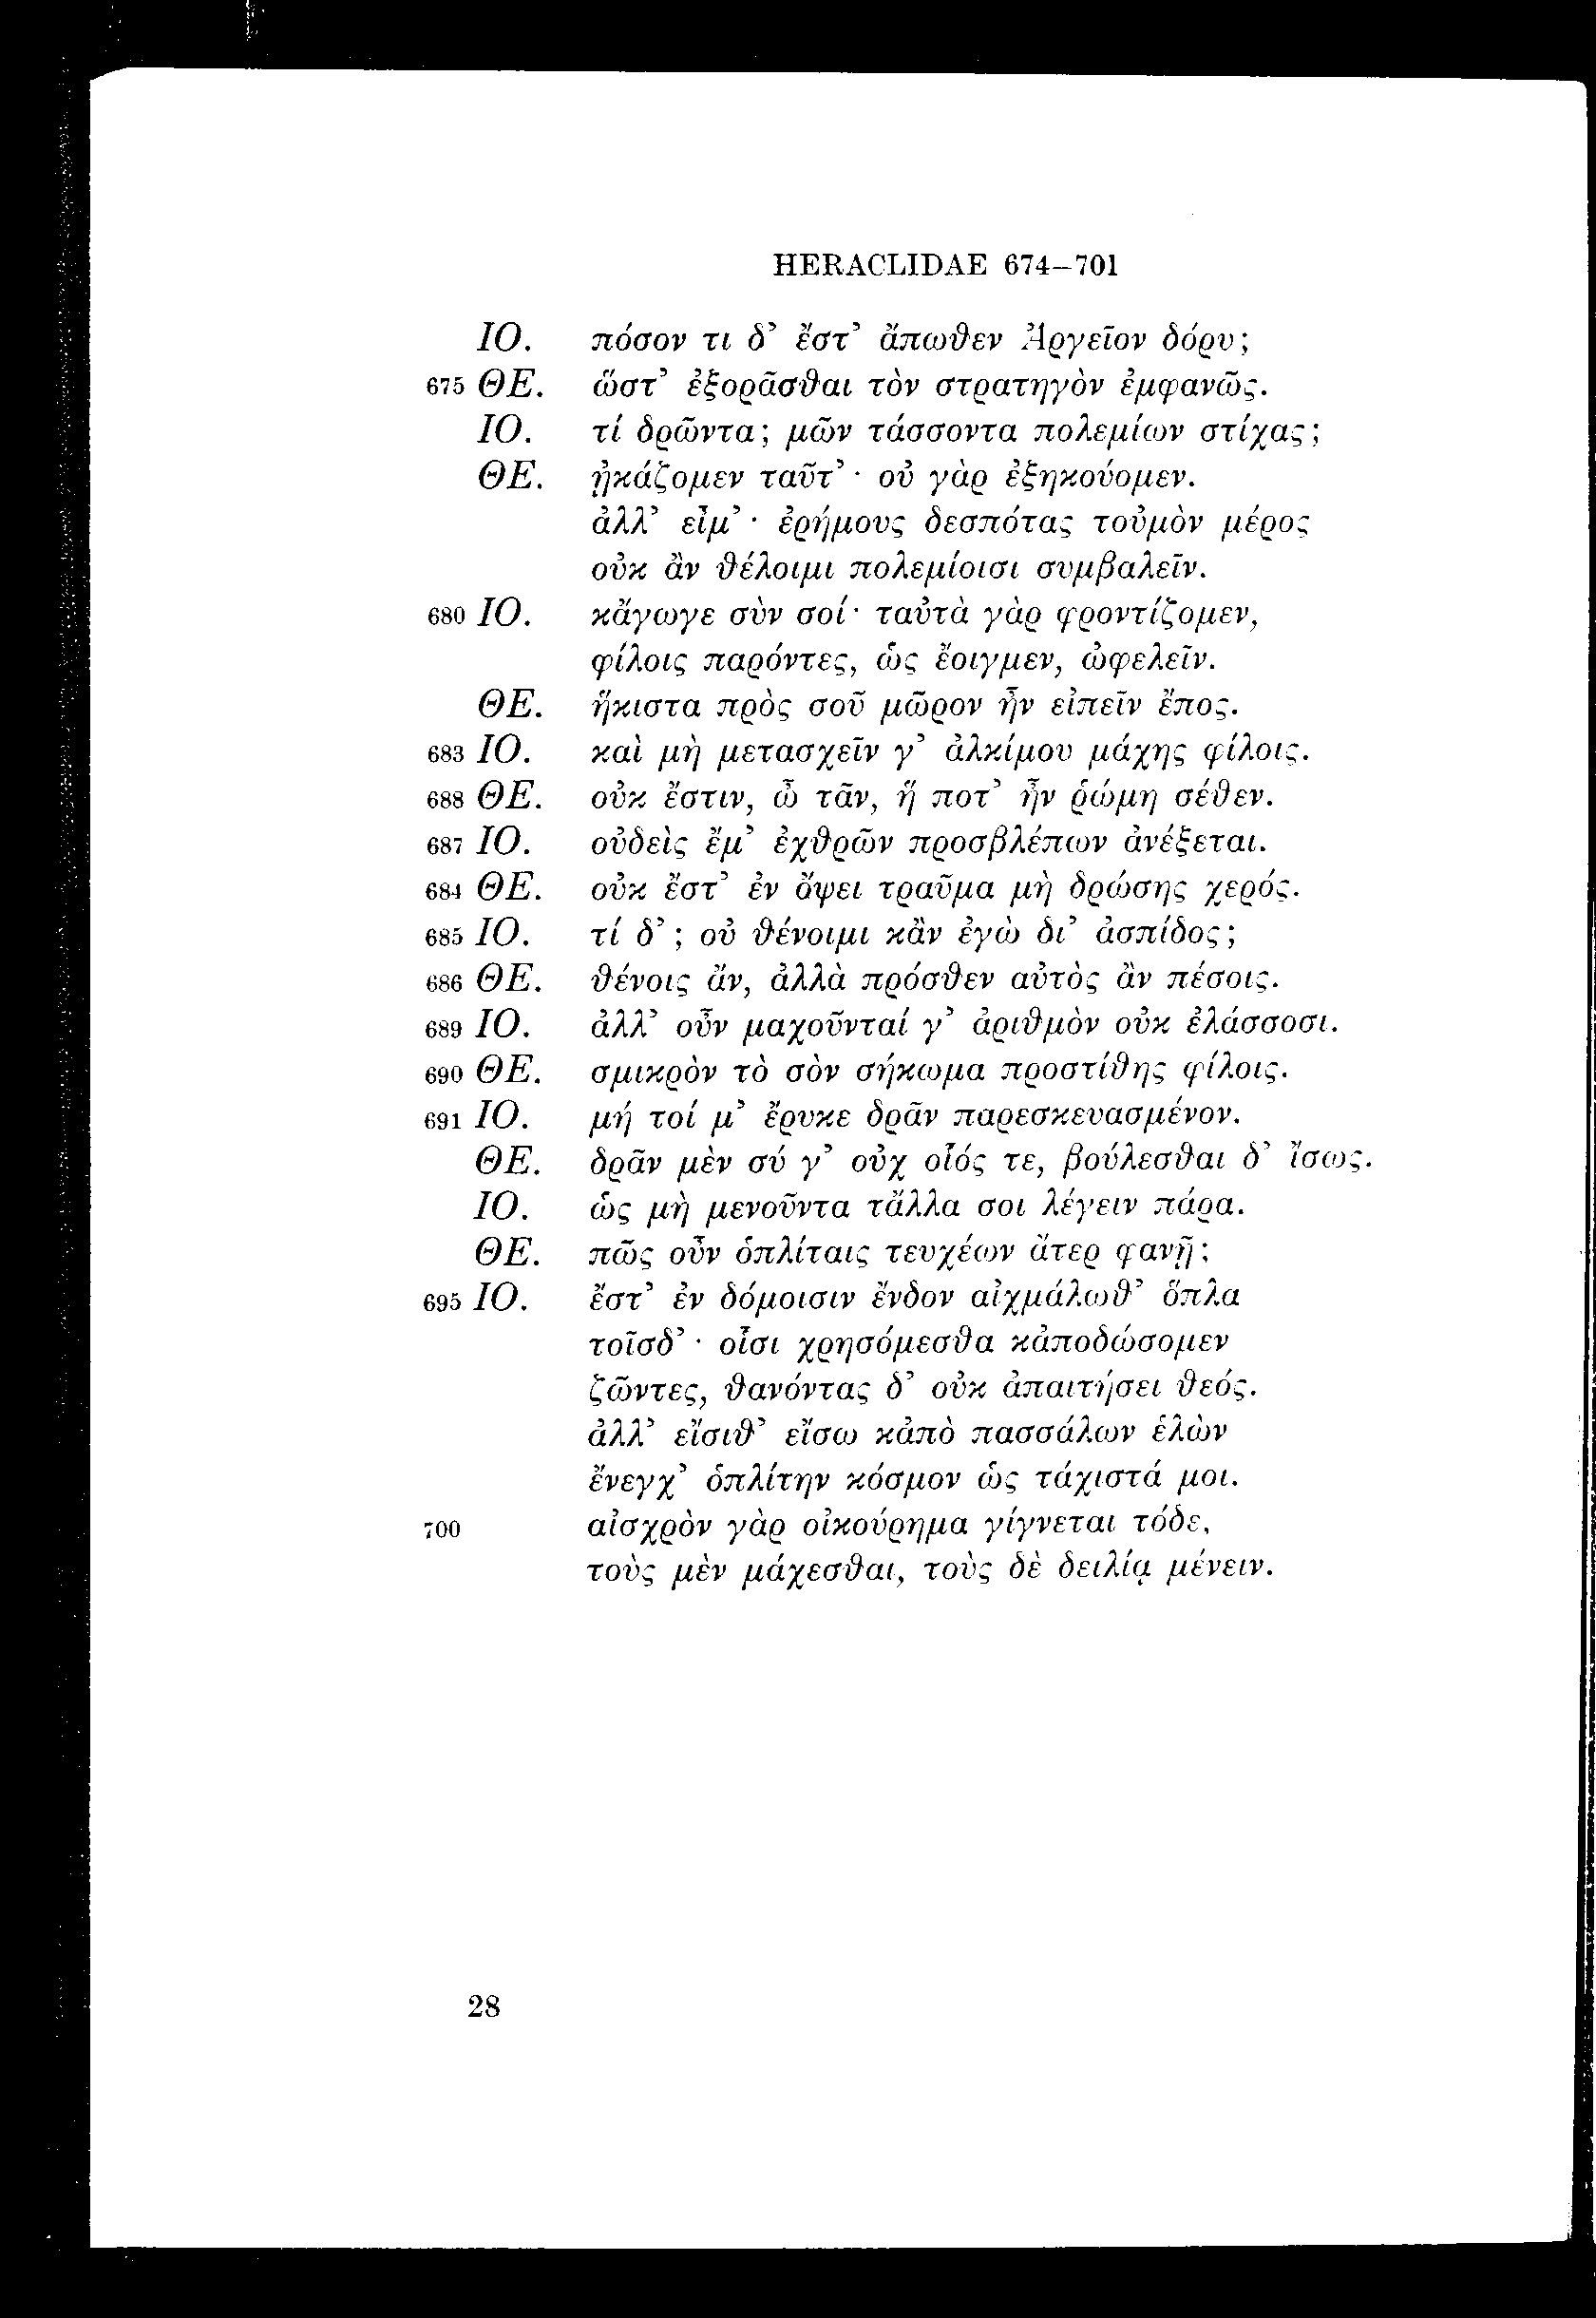 HERACLIDAE 674–701
ΙΟ. πόσον τι δ’ ἔστ’ ἄπωθεν Ἀργεῖον δόρυ;
675 ΘΕ. ὥστ’ ἐξορᾶσθαι τὸν στρατηγὸν ἐμφανῶς.
ΙΟ. τί δρῶντα; μῶν τάσσοντα πολεμίων στίχας;
ΘΕ. ᾐκάζομεν ταῦτ’· οὐ γὰρ ἐξηκούομεν.
ἀλλ’ εἶμ’· ἐρήμους δεσπότας τοὐμὸν μέρος
οὐκ ἂν θέλοιμι πολεμίοισι συμβαλεῖν.
680 ΙΟ. κἄγωγε σὺν σοί· ταὐτὰ γὰρ φροντίζομεν,
φίλοις παρόντες, ὡς ἔοιγμεν, ὠφελεῖν.
ΘΕ. ἥκιστα πρὸς σοῦ μῶρον ἦν εἰπεῖν ἔπος.
683 ΙΟ. καὶ μὴ μετασχεῖν γ’ ἀλκίμου μάχης φίλοις.
688 ΘΕ. οὐκ ἔστιν, ὦ τᾶν, ἥ ποτ’ ἦν ῥώμη σέθεν.
687 ΙΟ. οὐδεὶς ἔμ’ ἐχθρῶν προσβλέπων ἀνέξεται.
684 ΘΕ. οὐκ ἔστ’ ἐν ὄψει τραῦμα μὴ δρώσης χερός.
685 ΙΟ. τί δ’; οὐ θένοιμι κἂν ἐγὼ δι’ ἀσπίδος;
686 ΘΕ. θένοις ἄν, ἀλλὰ πρόσθεν αὐτὸς ἂν πέσοις.
689 ΙΟ. ἀλλ’ οὖν μαχοῦνταί γ’ ἀριθμὸν οὐκ ἐλάσσοσι.
690 ΘΕ. σμικρὸν τὸ σὸν σήκωμα προστίθης φίλοις.
691 ΙΟ. μή τοί μ’ ἔρυκε δρᾶν παρεσκευασμένον.
ΘΕ. δρᾶν μὲν σύ γ’ οὐχ οἷός τε, βούλεσθαι δ’ ἴσως.
ΙΟ. ὡς μὴ μενοῦντα τἄλλα σοι λέγειν πάρα.
ΘΕ. πῶς οὖν ὁπλίταις τευχέων ἄτερ φανῇ;
695 ΙΟ. ἔστ’ ἐν δόμοισιν ἔνδον αἰχμάλωθ’ ὅπλα
τοῖσδ’· οἷσι χρησόμεσθα κἀποδώσομεν
ζῶντες, θανόντας δ’ οὐκ ἀπαιτήσει θεός.
ἀλλ’ εἴσιθ’ εἴσω κἀπὸ πασσάλων ἑλὼν
ἔνεγχ’ ὁπλίτην κόσμον ὡς τάχιστά μοι.
700 αἰσχρὸν γὰρ οἰκούρημα γίγνεται τόδε,
τοὺς μὲν μάχεσθαι, τοὺς δὲ δειλίᾳ μένειν.
28